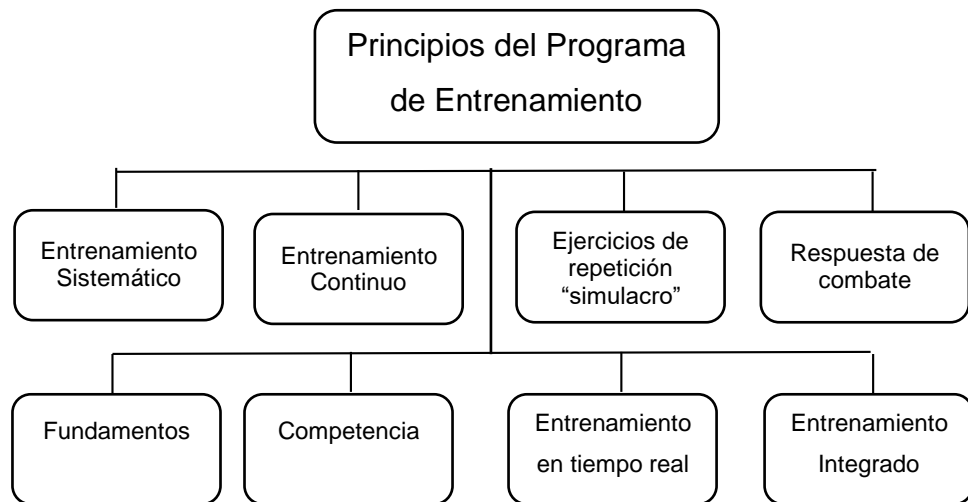 Principios del Programa
de Entrenamiento
Entrenamiento
Sistemático
Entrenamiento
Continuo
Ejercicios de
repetición
“simulacro”
Respuesta de
combate
Fundamentos
Competencia
Entrenamiento
en tiempo real
Entrenamiento
Integrado